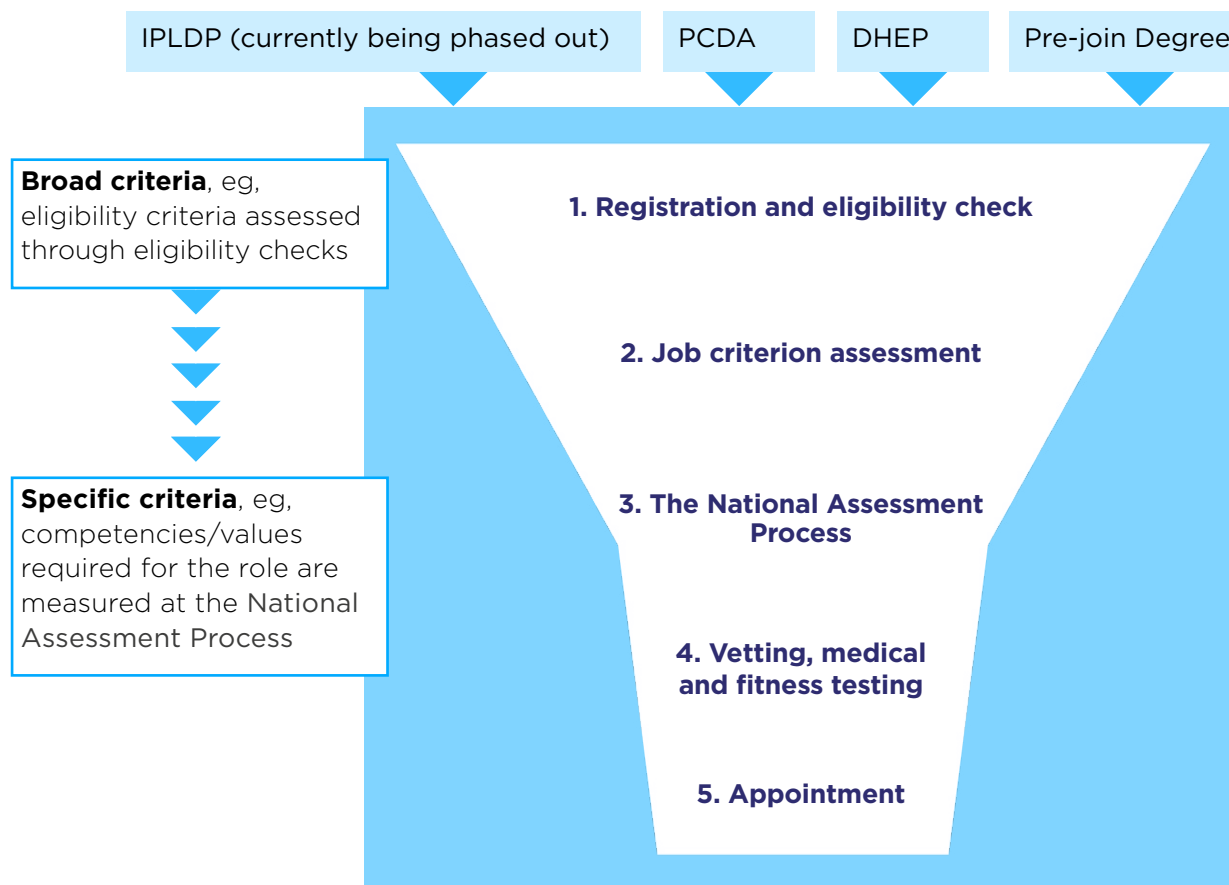 IPLDP (currently being phased out)
PCDA
DHEP
Pre-join Degree
Broad criteria, eg,
eligibility criteria assessed
through eligibility checks
1. Registration and eligibility check
2. Job criterion assessment
Specific criteria, eg,
competencies/values
required for the role are
measured at the National
Assessment Process
3. The National Assessment
Process
4. Vetting, medical
and fitness testing
5. Appointment